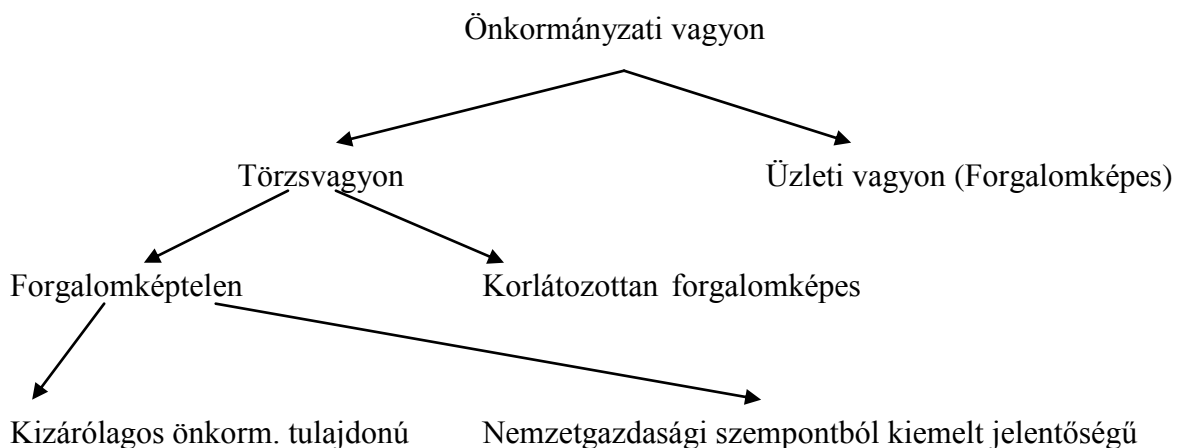 Önkormányzati vagyon
Törzsvagyon Üzleti vagyon (Forgalomképes)
Forgalomképtelen Korlátozottan forgalomképes
Kizárólagos önkorm. tulajdonú Nemzetgazdasági szempontból kiemelt jelentőségű